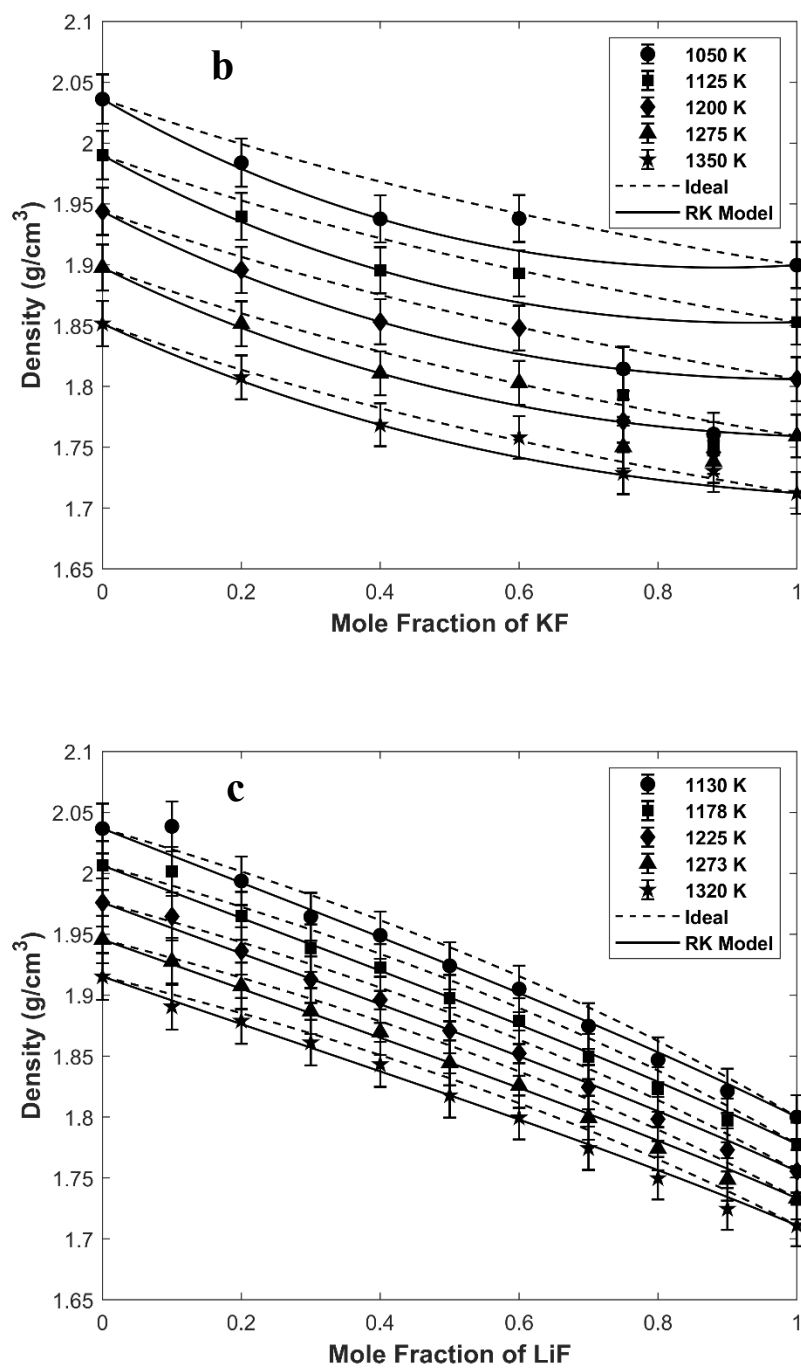 b
1050 K
1125 K
1200 K
1275 K
1350 K
Ideal
RK Model
2.1
2.05
2
1.95
1.9
1.85
1.8
1.75
1.7
1.65
Density (g/cm³)
0 0.2 0.4 0.6 0.8 1
Mole Fraction of KF
c
1130 K
1178 K
1225 K
1273 K
1320 K
Ideal
RK Model
2.1
2.05
2
1.95
1.9
1.85
1.8
1.75
1.7
1.65
Density (g/cm³)
0 0.2 0.4 0.6 0.8 1
Mole Fraction of LiF